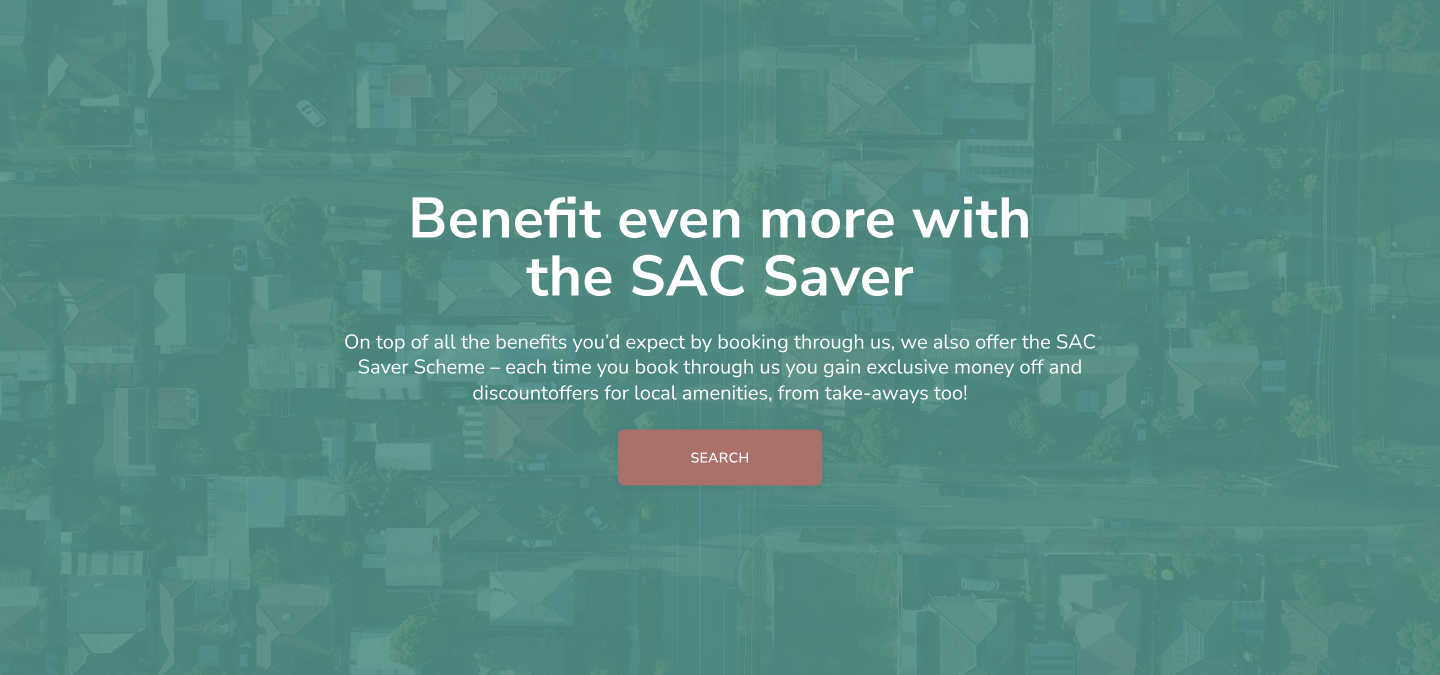 Benefit even more with
the SAC Saver
On top of all the benefits you’d expect by booking through us, we also offer the SAC
Saver Scheme – each time you book through us you gain exclusive money off and
discountoffers for local amenities, from take-aways too!
SEARCH